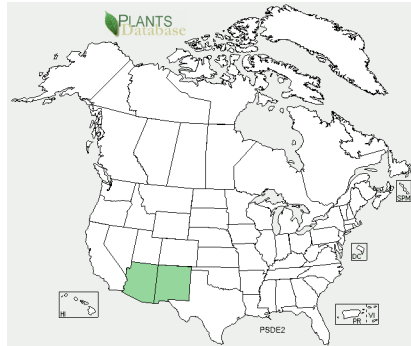 PLANTS
Database
SPM
DC
HI
PR
VI
PSDE2